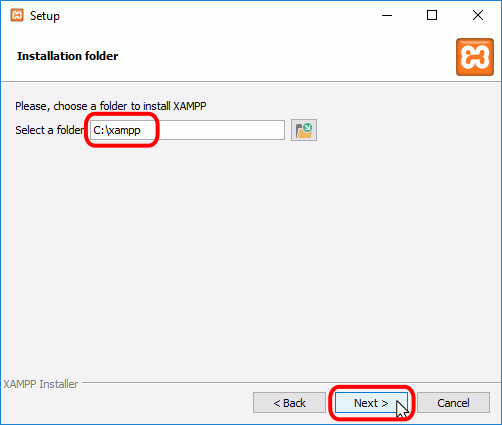 Setup
Installation folder
Please, choose a folder to install XAMPP
Select a folder C:\xampp
XAMPP Installer
< Back Next > Cancel